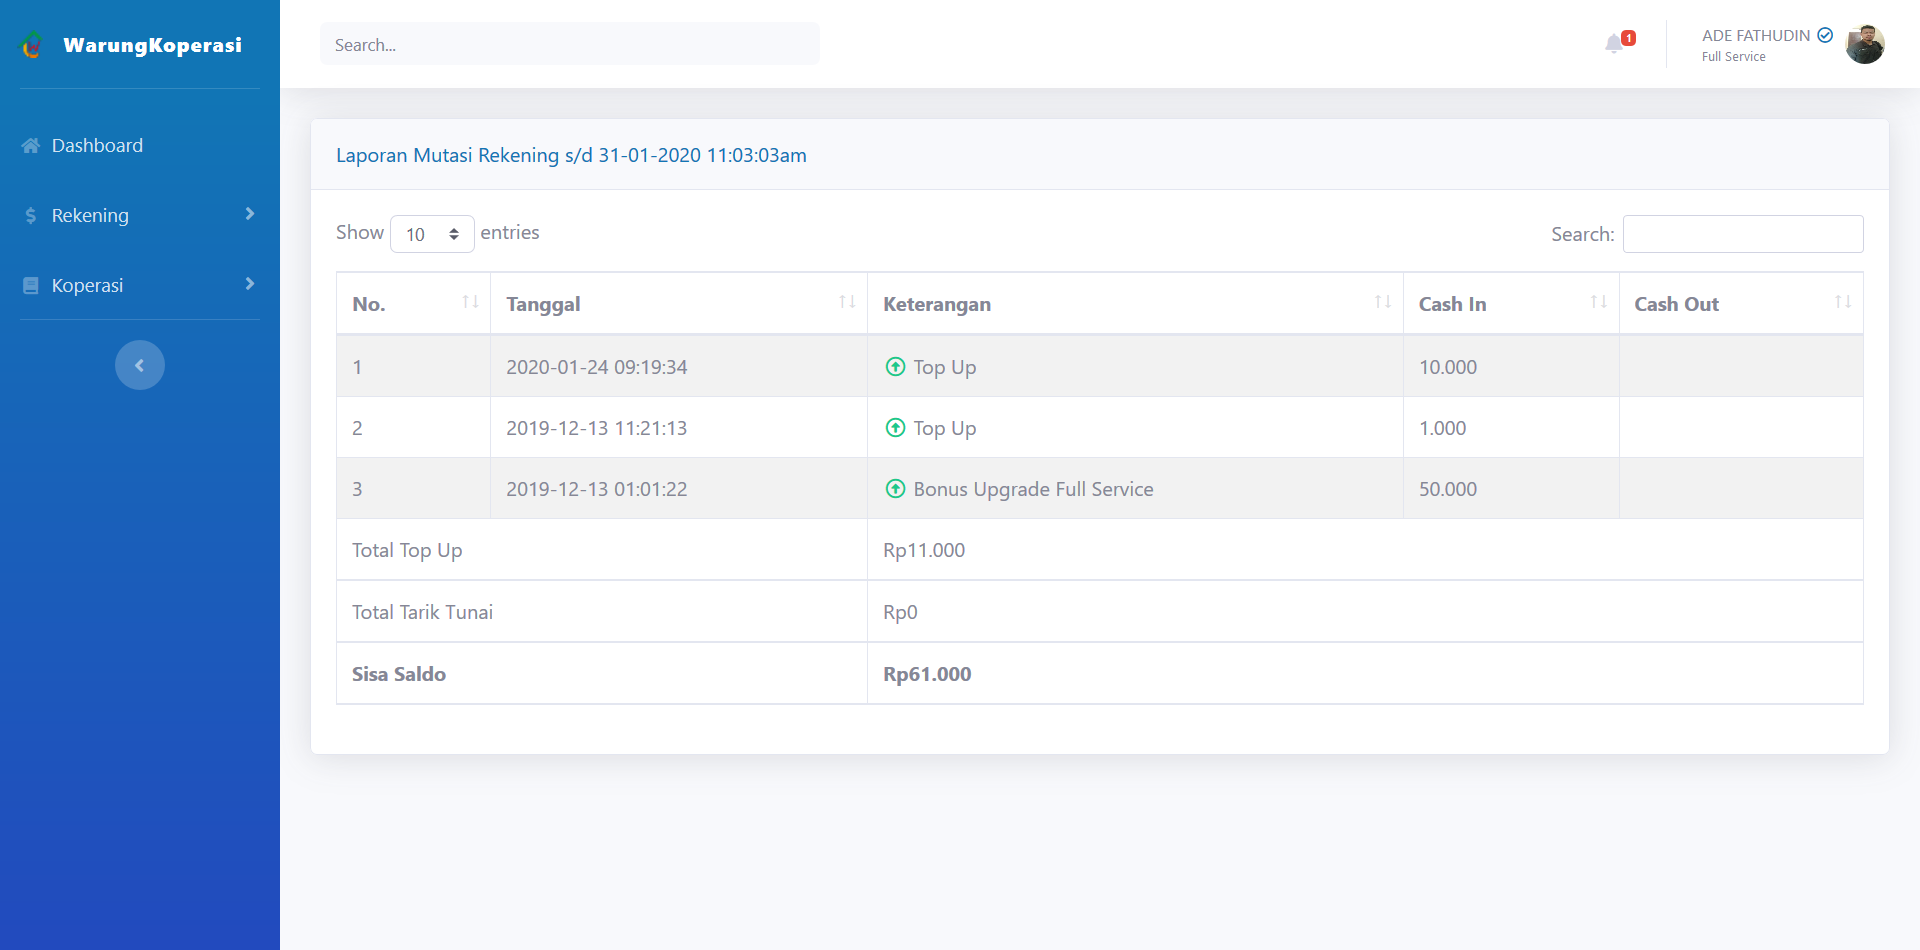 WarungKoperasi
Search...
1
ADE FATHUDIN
Full Service
Dashboard
Rekening
Koperasi
Laporan Mutasi Rekening s/d 31-01-2020 11:03:03am
Show 10 entries
Search:
No. Tanggal Keterangan Cash In Cash Out
1 2020-01-24 09:19:34 Top Up 10.000
2 2019-12-13 11:21:13 Top Up 1.000
3 2019-12-13 01:01:22 Bonus Upgrade Full Service 50.000
Total Top Up Rp11.000
Total Tarik Tunai Rp0
Sisa Saldo Rp61.000